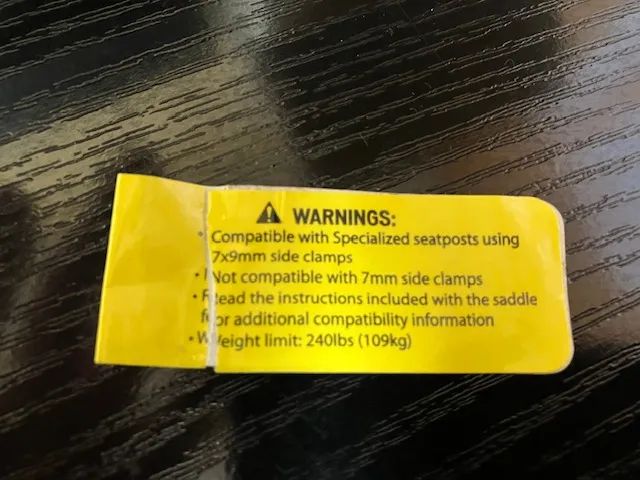 WARNINGS:
• Compatible with Specialized seatposts using
7x9mm side clamps
• Not compatible with 7mm side clamps
• Read the instructions included with the saddle
for additional compatibility information
• Weight limit: 240lbs (109kg)